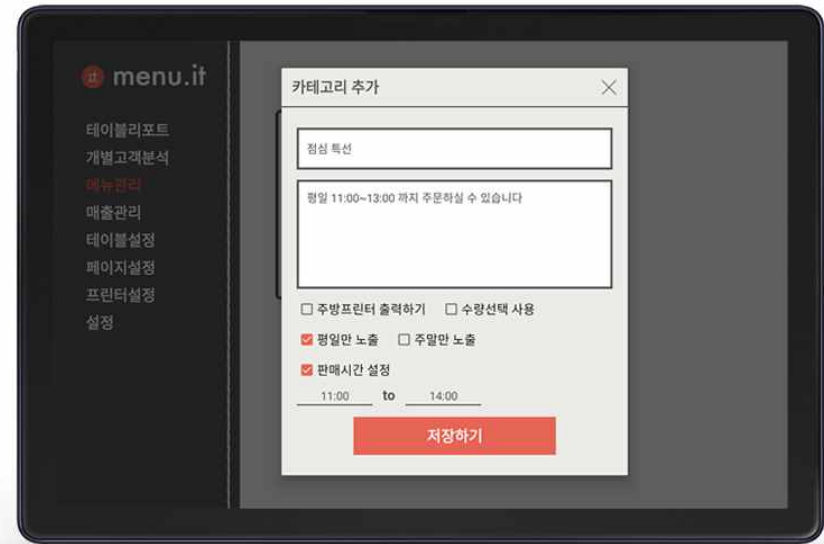 it menu.it
테이블리포트
개별고객분석
메뉴관리
매출관리
테이블설정
페이지설정
프린터설정
설정
카테고리 추가
점심 특선
평일 11:00~13:00 까지 주문하실 수 있습니다
주방프린터 출력하기 수량선택 사용
평일만 노출 주말만 노출
판매시간 설정
11:00 to 14:00
저장하기